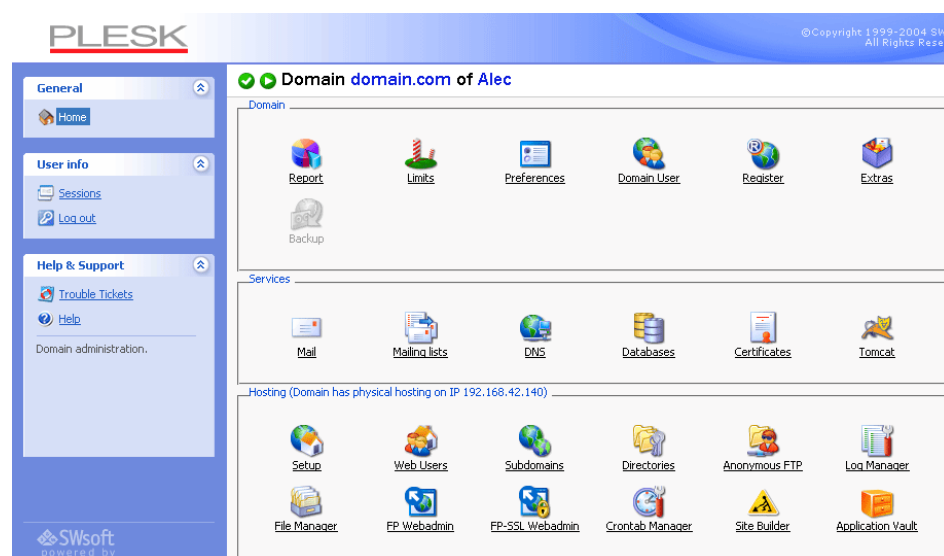 PLESK
©Copyright 1999-2004 SW
All Rights Rese
General
Home
User info
Sessions
Log out
Help & Support
Trouble Tickets
Help
Domain administration.
SWsoft
powered by
Domain domain.com of Alec
Domain
Report Limits Preferences Domain User Register Extras
Backup
Services
Mail Mailing lists DNS Databases Certificates Tomcat
Hosting (Domain has physical hosting on IP 192.168.42.140)
Setup Web Users Subdomains Directories Anonymous FTP Log Manager
File Manager FP Webadmin FP-SSL Webadmin Crontab Manager Site Builder Application Vault